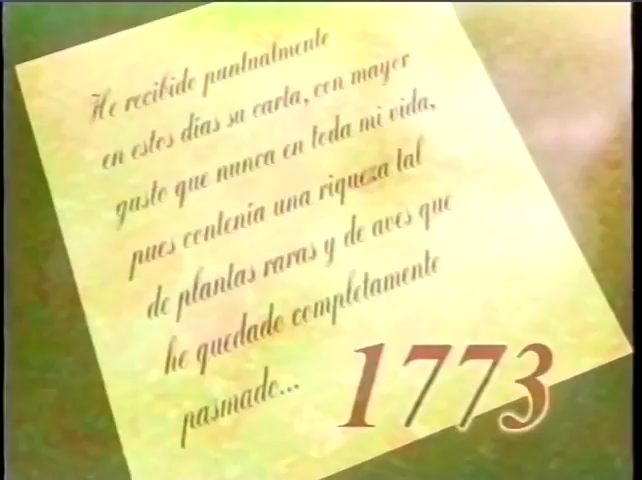 He recibido puntualmente
en estos días su carta, con mayor
gusto que nunca en toda mi vida,
pues contenía una riqueza tal
de plantas raras y de aves que
he quedado completamente
pasmado...
1773